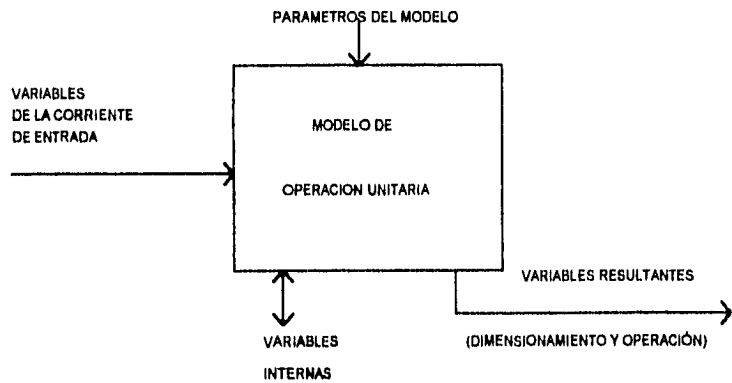 PARAMETROS DEL MODELO
VARIABLES
DE LA CORRIENTE
DE ENTRADA
MODELO DE
OPERACION UNITARIA
VARIABLES RESULTANTES
(DIMENSIONAMIENTO Y OPERACIÓN)
VARIABLES
INTERNAS